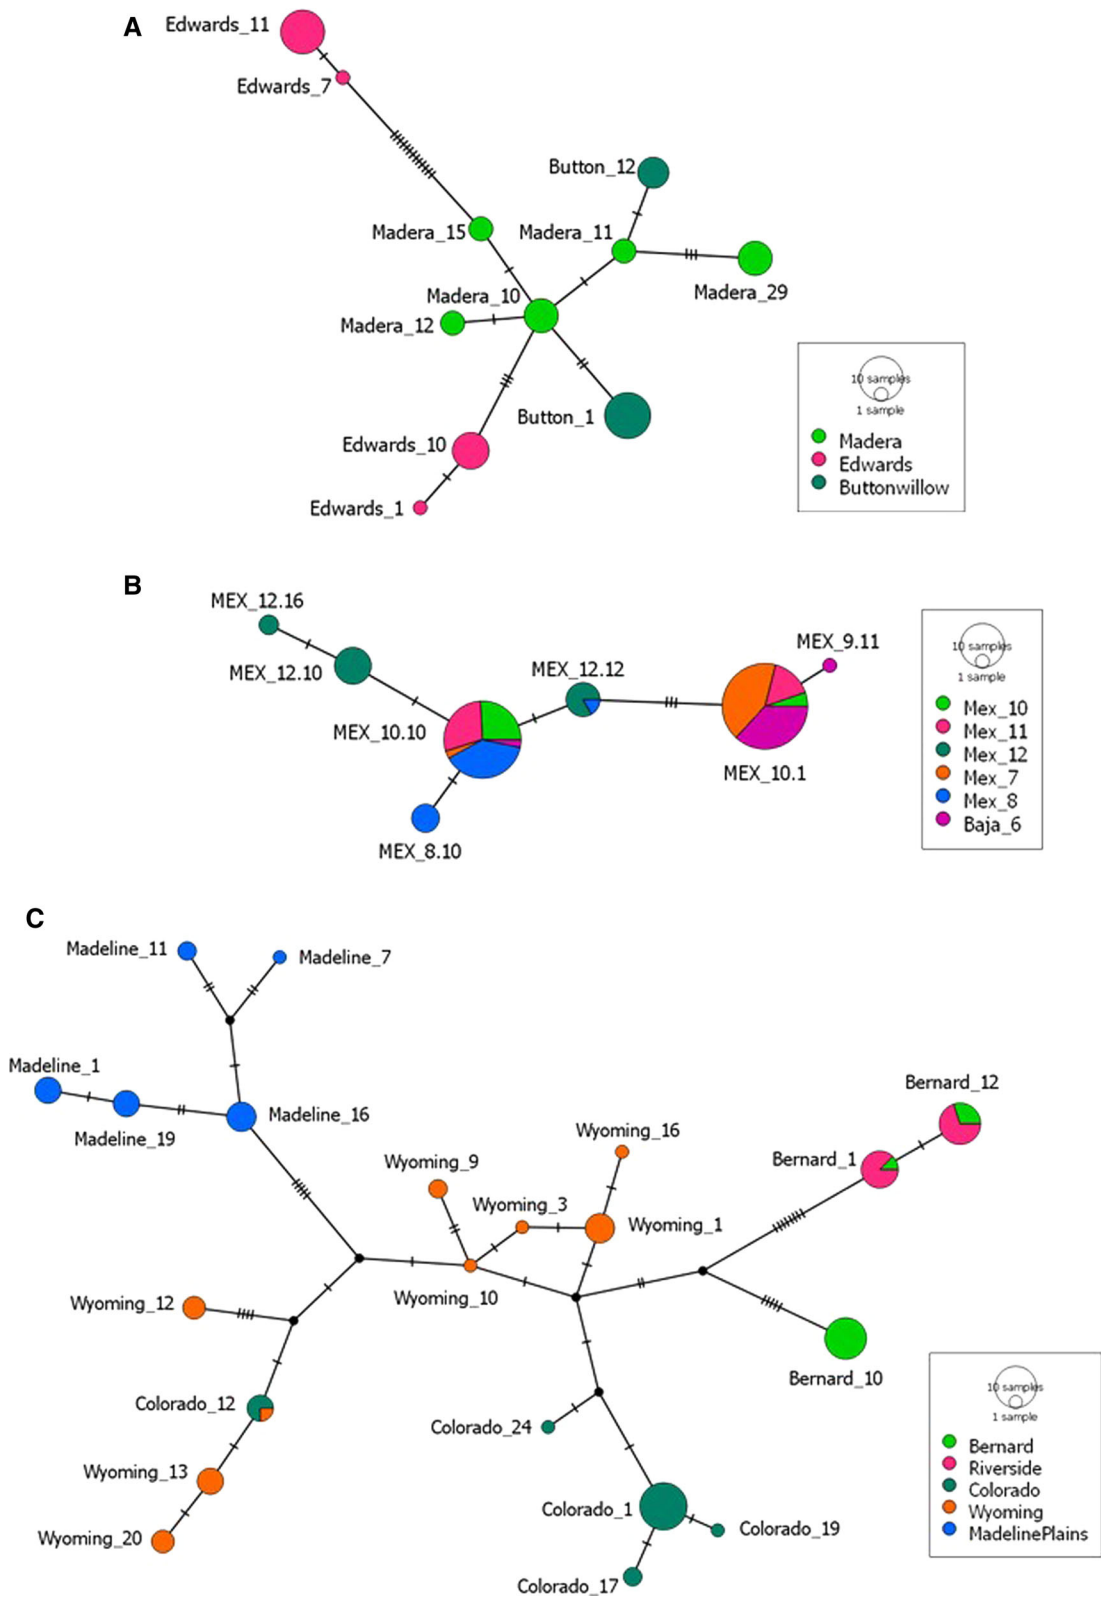 A
Edwards_11
Edwards_7
Button_12
Madera_15
Madera_11
Madera_10
Madera_29
Madera_12
Button_1
Edwards_10
Edwards_1
10 samples
1 sample
Madera
Edwards
Buttonwillow
B
MEX_12.16
MEX_12.10
MEX_12.12
MEX_9.11
MEX_10.10
MEX_10.1
MEX_8.10
10 samples
1 sample
Mex_10
Mex_11
Mex_12
Mex_7
Mex_8
Baja_6
C
Madeline_11
Madeline_7
Madeline_1
Madeline_16
Madeline_19
Bernard_12
Wyoming_16
Wyoming_9
Bernard_1
Wyoming_3
Wyoming_1
Wyoming_10
Wyoming_12
Bernard_10
Colorado_12
Colorado_24
Wyoming_13
Colorado_1
Colorado_19
Wyoming_20
Colorado_17
10 samples
1 sample
Bernard
Riverside
Colorado
Wyoming
MadelinePlains